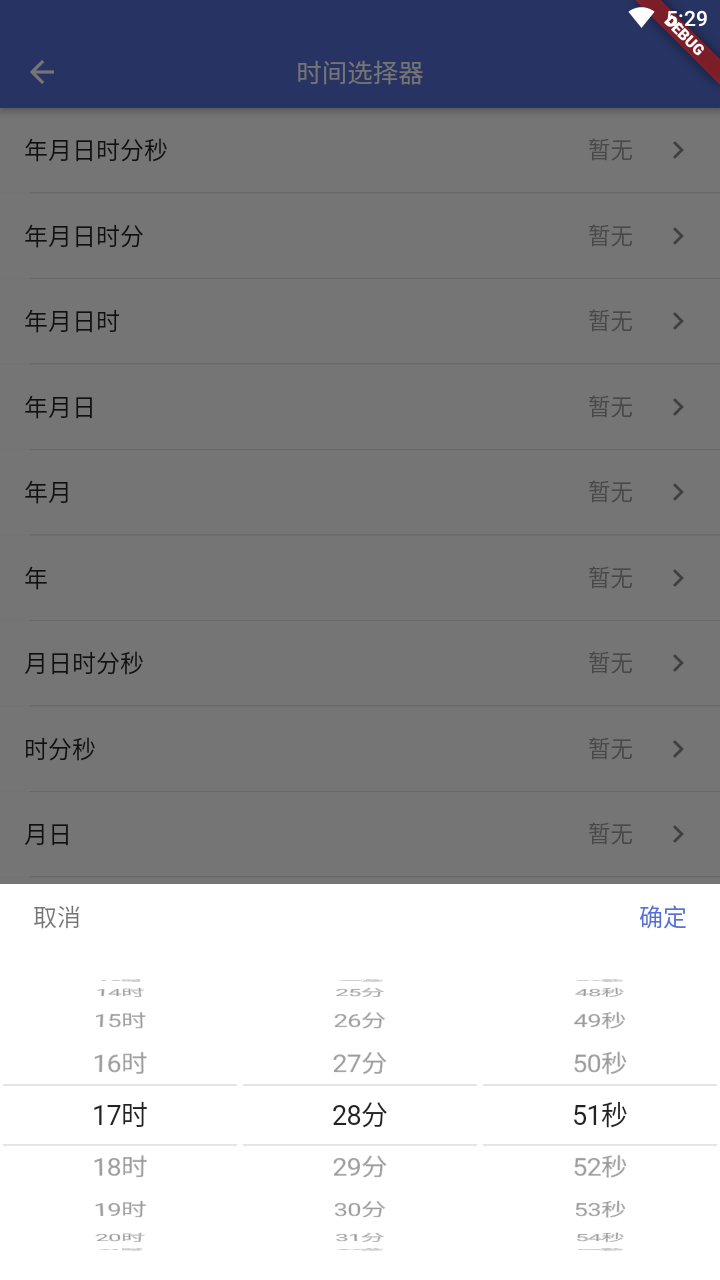 5:29
DEBUG
时间选择器
年月日时分秒 暂无
年月日时分 暂无
年月日时 暂无
年月日 暂无
年月 暂无
年 暂无
月日时分秒 暂无
时分秒 暂无
月日 暂无
取消 确定
14时 25分 48秒
15时 26分 49秒
16时 27分 50秒
17时 28分 51秒
18时 29分 52秒
19时 30分 53秒
20时 31分 54秒